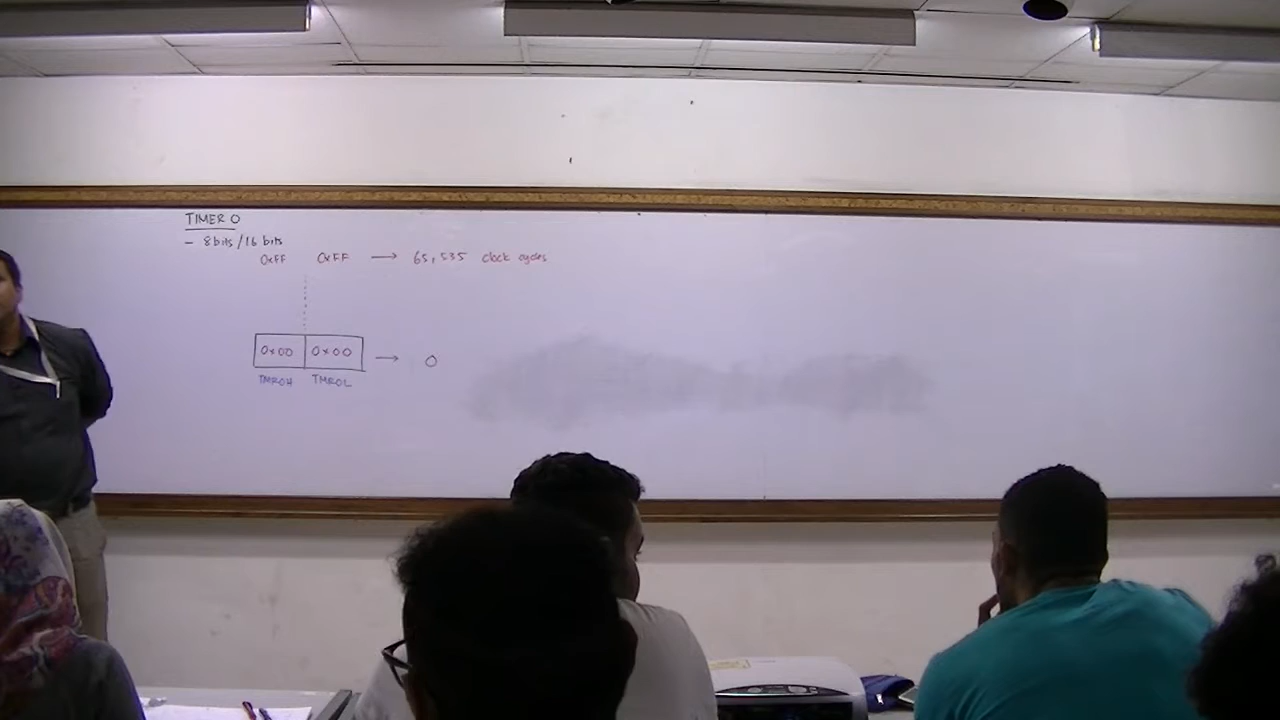 TIMER 0
- 8 bits / 16 bits
0xFF 0xFF → 65,535 clock cycles
0x00 0x00 → 0
TMR0H TMR0L